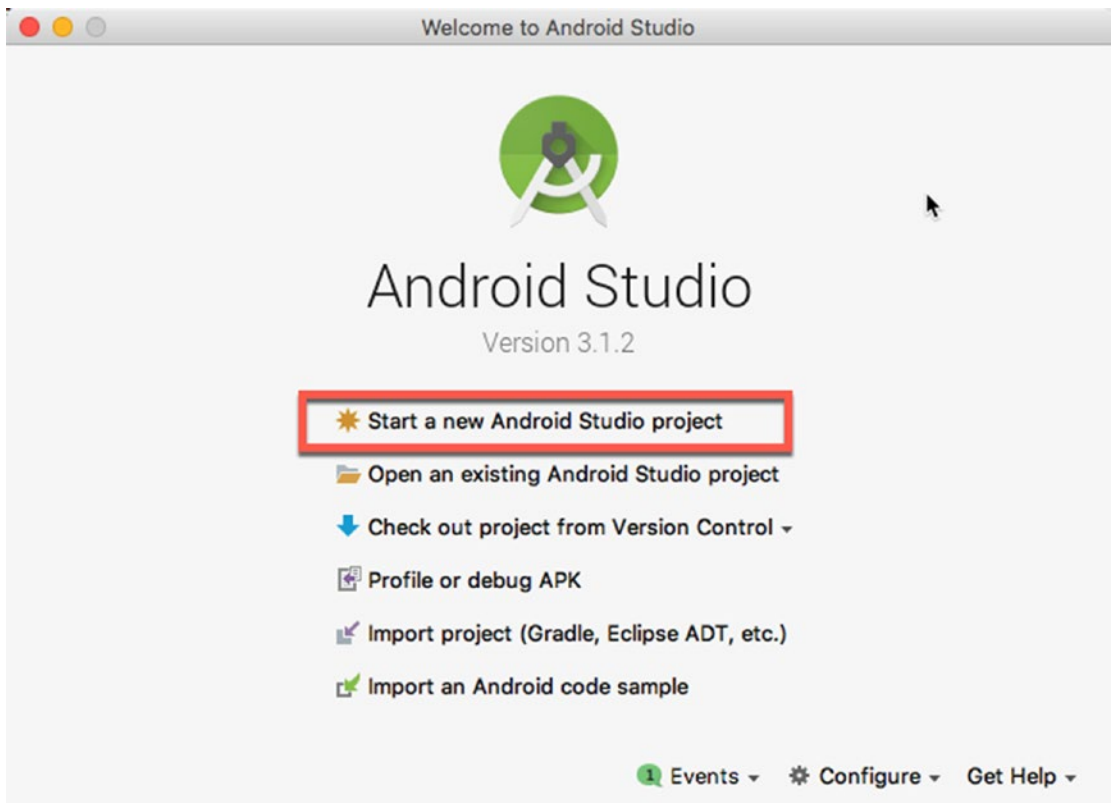 Welcome to Android Studio
Android Studio
Version 3.1.2
Start a new Android Studio project
Open an existing Android Studio project
Check out project from Version Control
Profile or debug APK
Import project (Gradle, Eclipse ADT, etc.)
Import an Android code sample
1 Events Configure Get Help